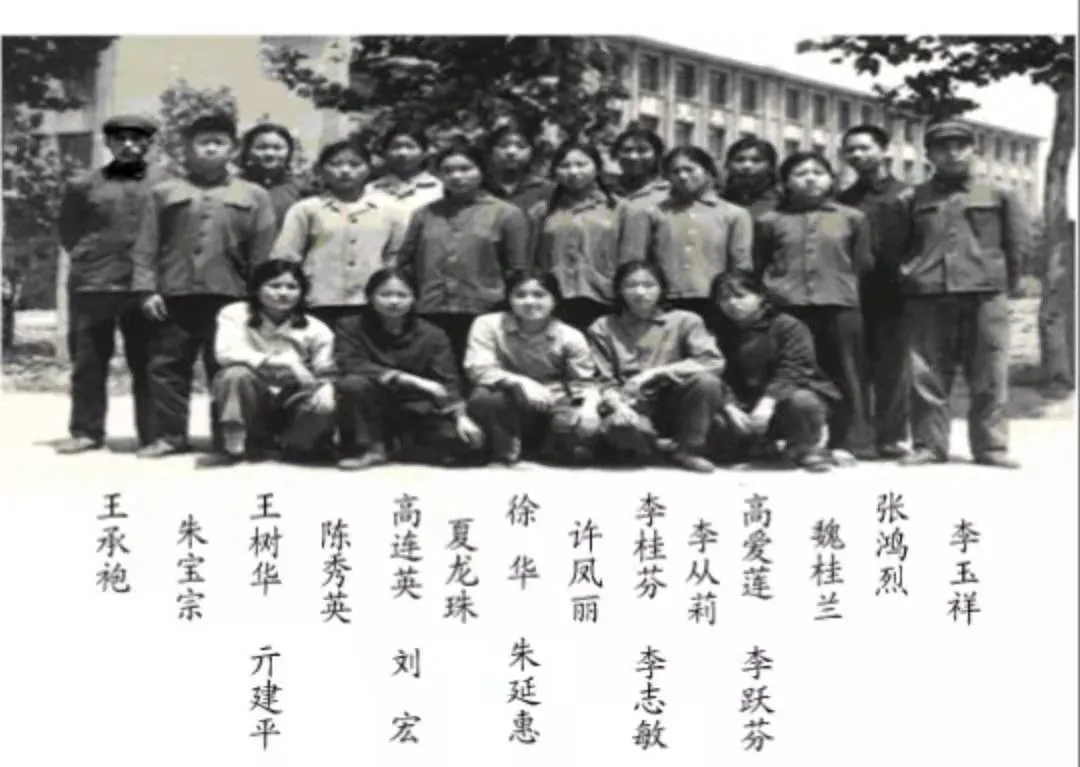 王承袍
朱宝宗
王树华
陈秀英
高连英
夏龙珠
徐华
许凤丽
李桂芬
李从莉
高爱莲
魏桂兰
张鸿烈
李玉祥
亓建平
刘宏
朱延惠
李志敏
李跃芬